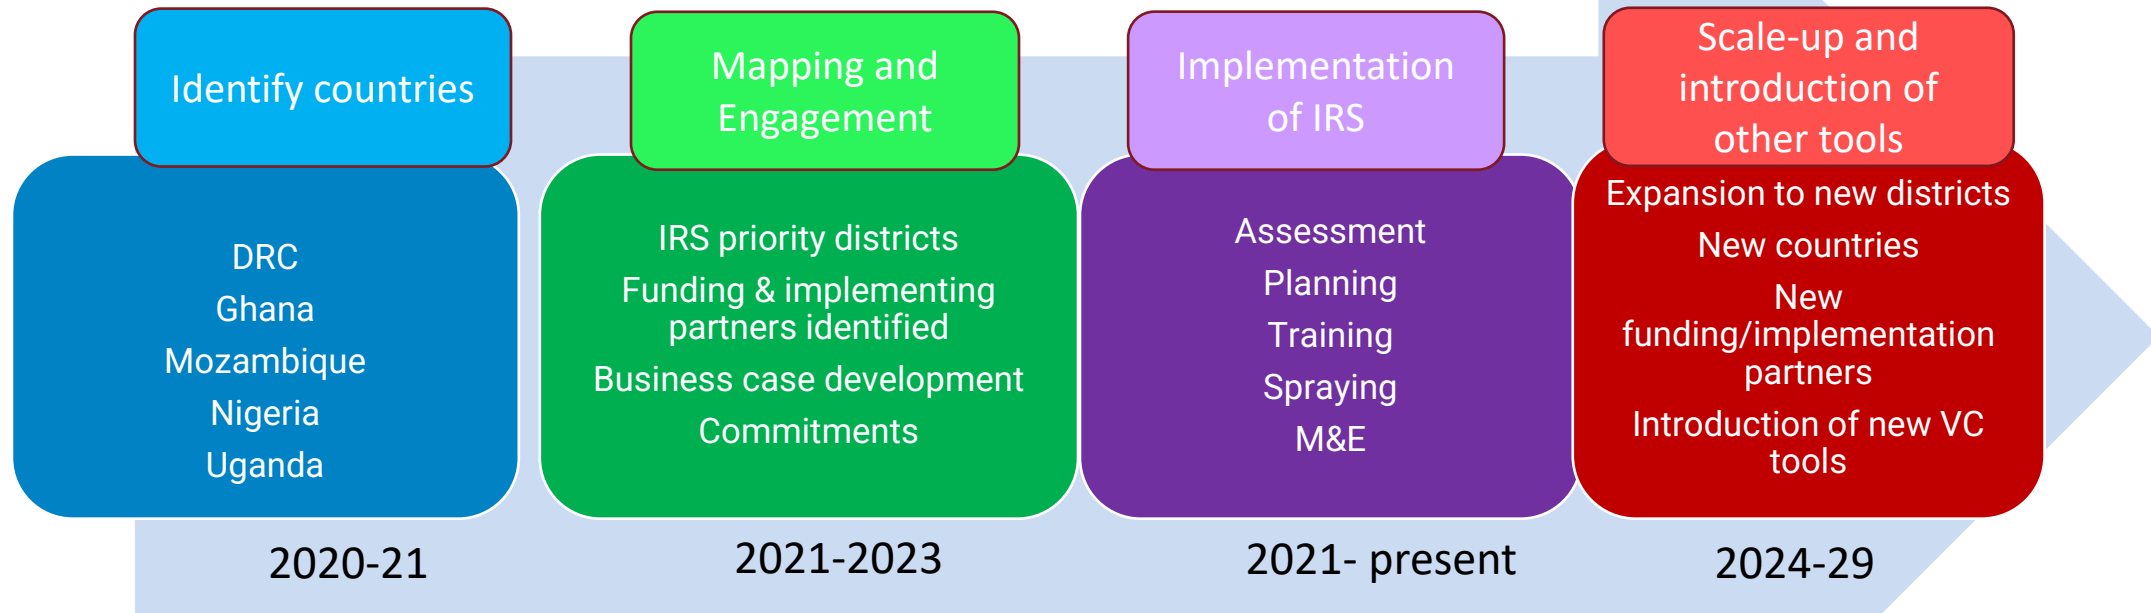 Identify countries
DRC
Ghana
Mozambique
Nigeria
Uganda
2020-21
Mapping and
Engagement
IRS priority districts
Funding & implementing
partners identified
Business case development
Commitments
2021-2023
Implementation
of IRS
Assessment
Planning
Training
Spraying
M&E
2021- present
Scale-up and
introduction of
other tools
Expansion to new districts
New countries
New
funding/implementation
partners
Introduction of new VC
tools
2024-29